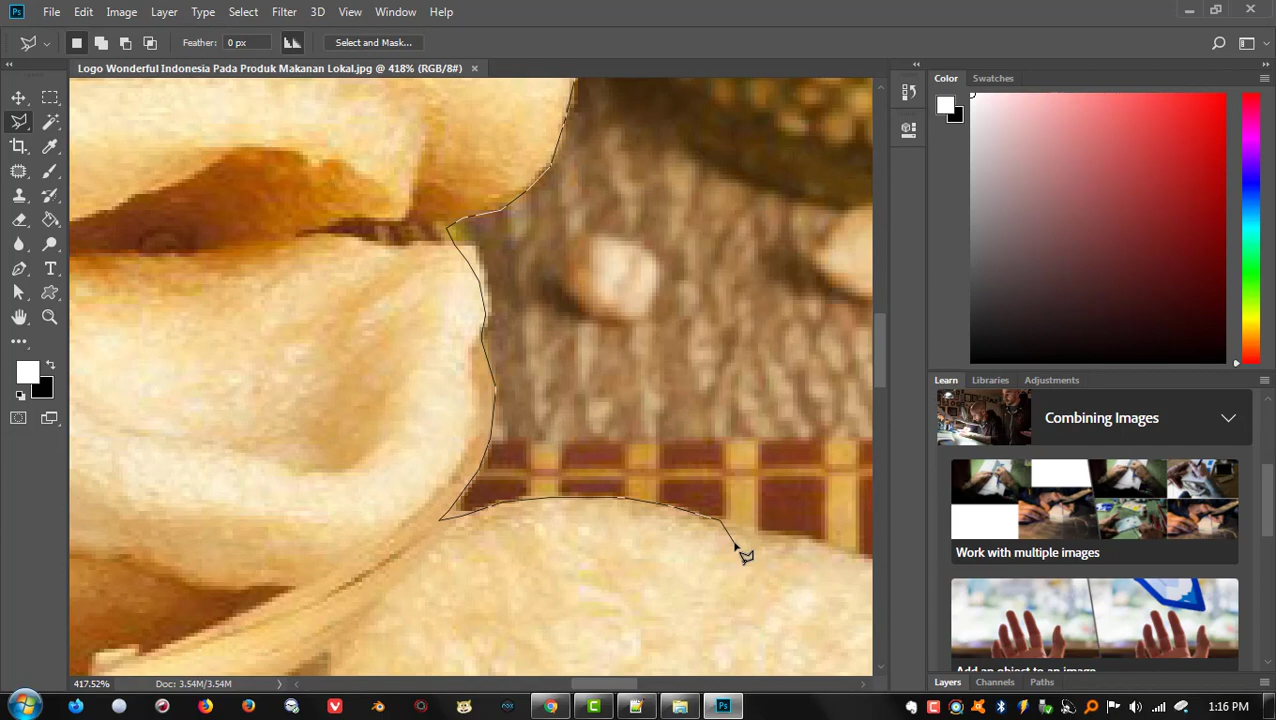 Ps File Edit Image Layer Type Select Filter 3D View Window Help
Feather: 0 px Select and Mask...
Logo Wonderful Indonesia Pada Produk Makanan Lokal.jpg @ 418% (RGB/8#)
Color Swatches
Learn Libraries Adjustments
Combining Images
Work with multiple images
Add an object to an image
417.52% Doc: 3.54M/3.54M
Layers Channels Paths
Ps 1:16 PM